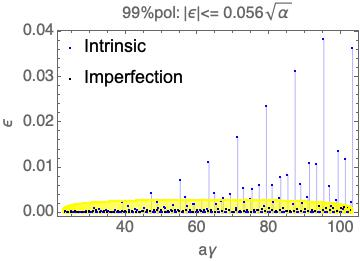 99%pol: |ϵ|<= 0.056√α
Intrinsic
Imperfection
ϵ
0.04
0.03
0.02
0.01
0.00
40 60 80 100
aγ